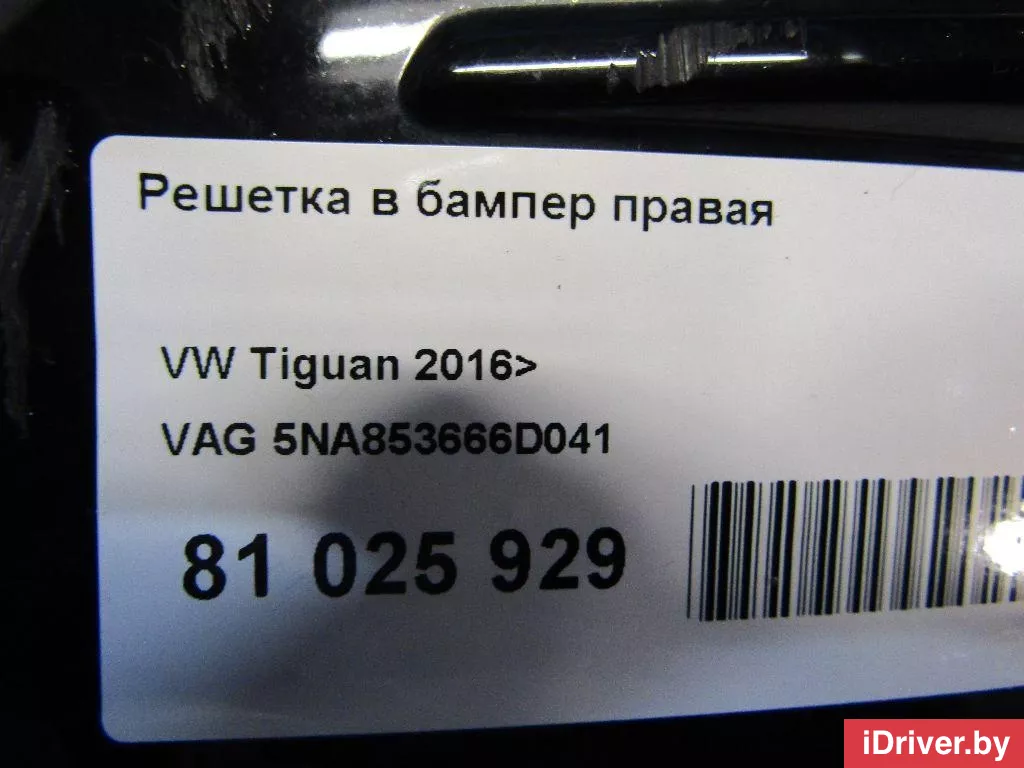 Решетка в бампер правая
VW Tiguan 2016>
VAG 5NA853666D041
81 025 929
iDriver.by